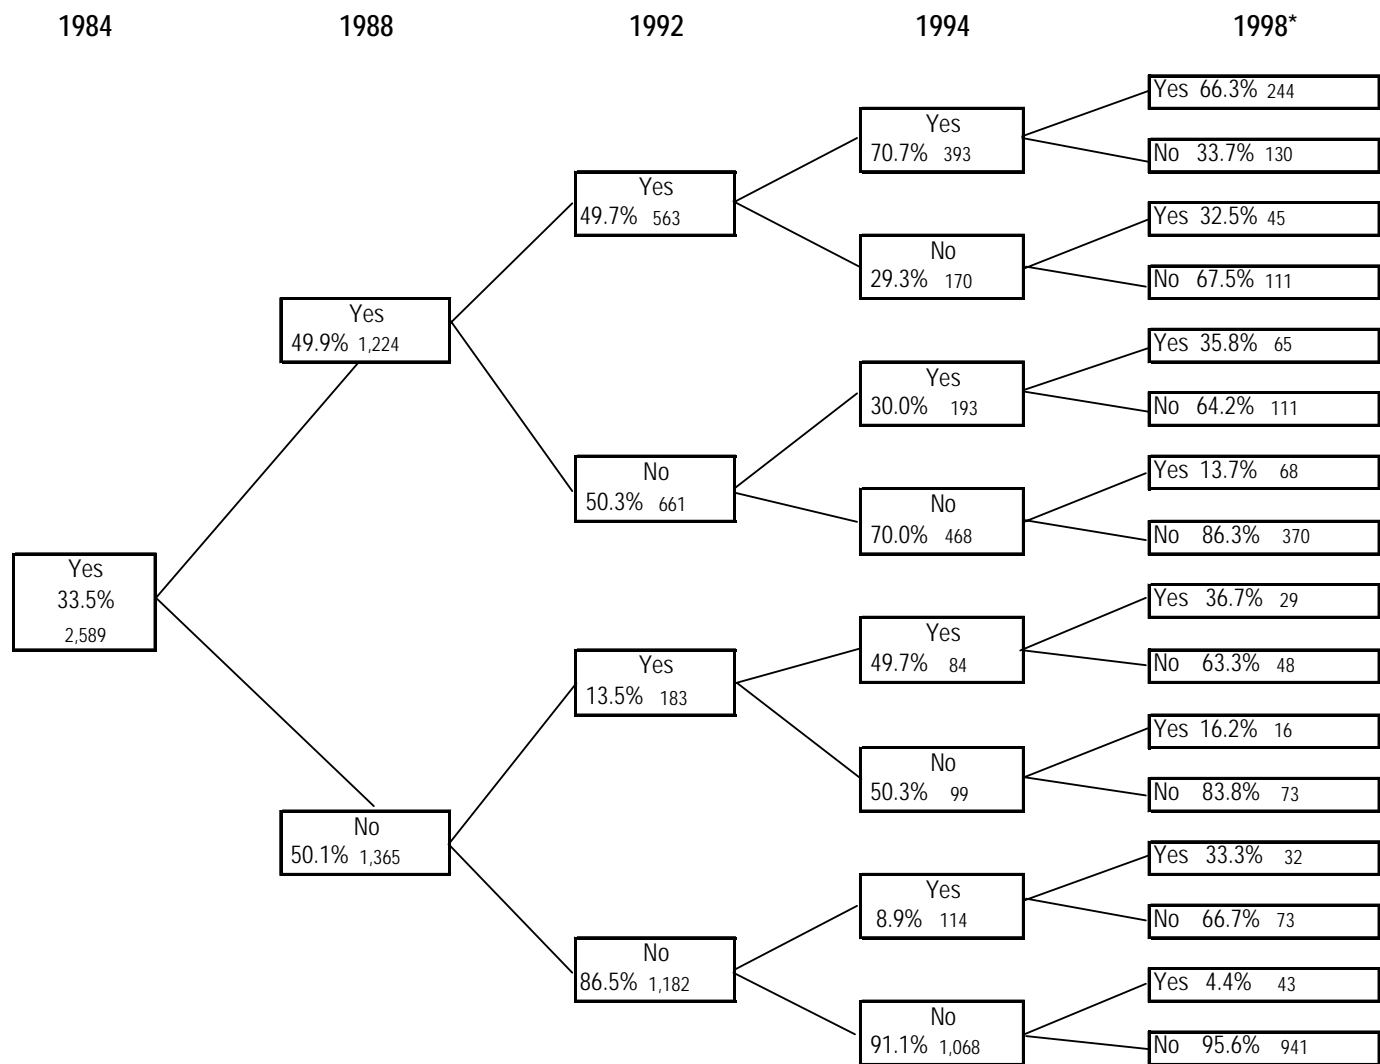 1984 1988 1992 1994 1998*
Yes 66.3% 244
Yes
70.7% 393
No 33.7% 130
Yes
49.7% 563
Yes 32.5% 45
No
29.3% 170
No 67.5% 111
Yes
49.9% 1,224
Yes 35.8% 65
Yes
30.0% 193
No 64.2% 111
No
50.3% 661
Yes 13.7% 68
No
70.0% 468
No 86.3% 370
Yes
33.5%
2,589
Yes 36.7% 29
Yes
49.7% 84
No 63.3% 48
Yes
13.5% 183
Yes 16.2% 16
No
50.3% 99
No 83.8% 73
No
50.1% 1,365
Yes 33.3% 32
Yes
8.9% 114
No 66.7% 73
No
86.5% 1,182
Yes 4.4% 43
No
91.1% 1,068
No 95.6% 941